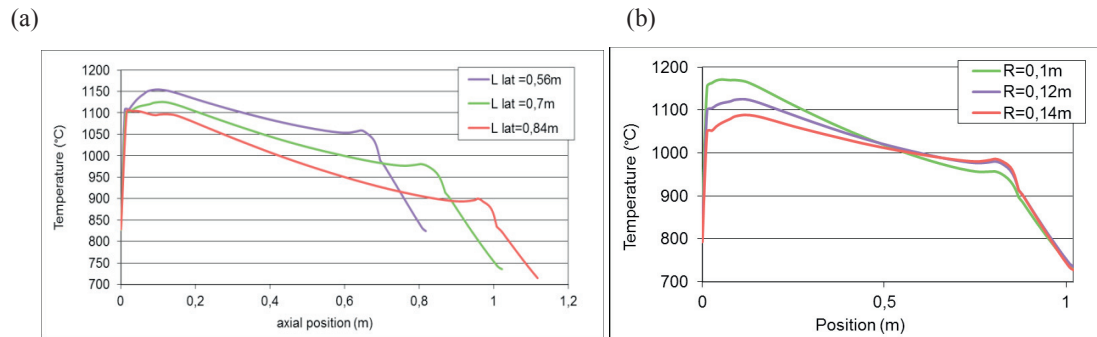 (a)
(b)
1200
1150
1100
1050
1000
950
900
850
800
750
700
Temperature (°C)
0
0,2
0,4
0,6
0,8
1
1,2
axial position (m)
L lat =0,56m
L lat =0,7m
L lat=0,84m
1200
1100
1000
900
800
700
Temperature (°C)
0
0,5
1
Position (m)
R=0,1m
R=0,12m
R=0,14m